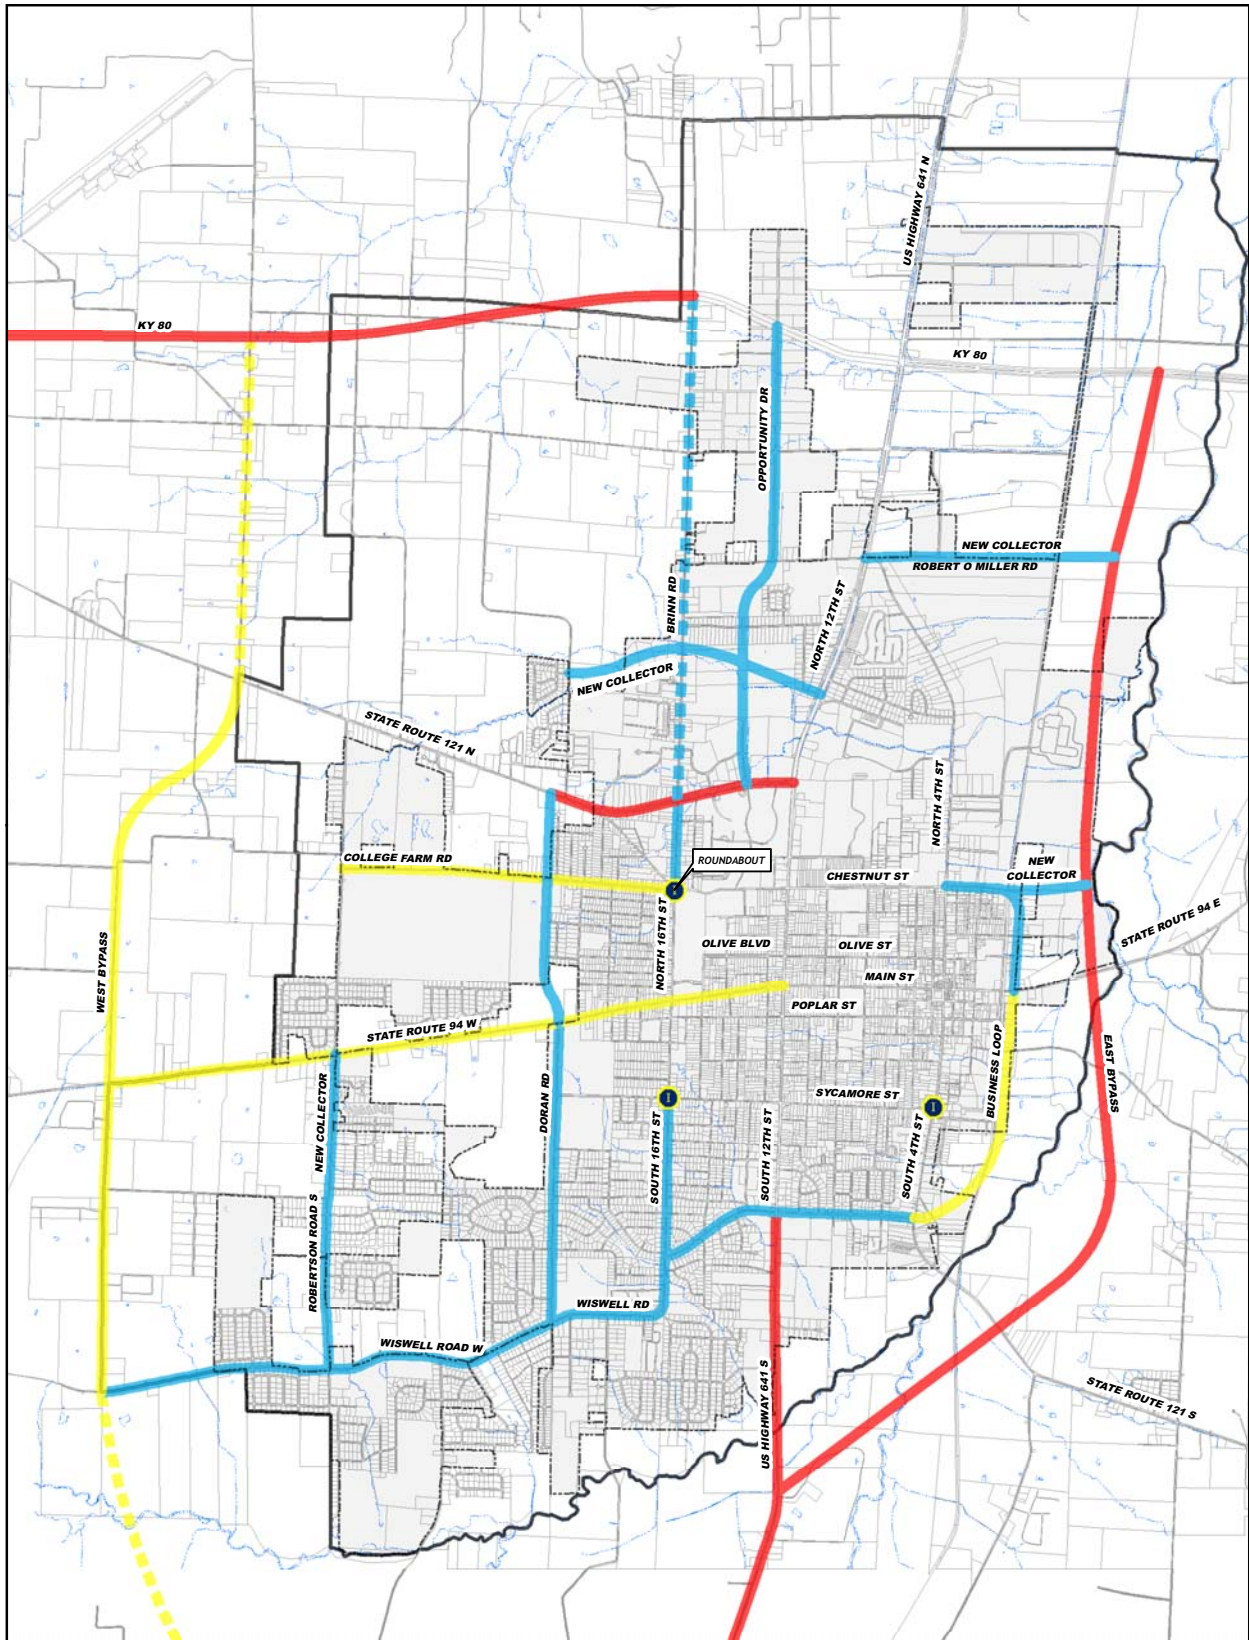 US HIGHWAY 641 N
KY 80
KY 80
OPPORTUNITY DR
NEW COLLECTOR
ROBERT O MILLER RD
BRINN RD
NORTH 12TH ST
NEW COLLECTOR
STATE ROUTE 121 N
NORTH 4TH ST
COLLEGE FARM RD
ROUNDABOUT
I
CHESTNUT ST
NEW
COLLECTOR
NORTH 16TH ST
OLIVE BLVD
OLIVE ST
STATE ROUTE 94 E
WEST BYPASS
MAIN ST
POPLAR ST
STATE ROUTE 94 W
BUSINESS LOOP
EAST BYPASS
NEW COLLECTOR
DORAN RD
I
SYCAMORE ST
I
SOUTH 16TH ST
SOUTH 12TH ST
SOUTH 4TH ST
ROBERTSON ROAD S
WISWELL RD
WISWELL ROAD W
US HIGHWAY 641 S
STATE ROUTE 121 S